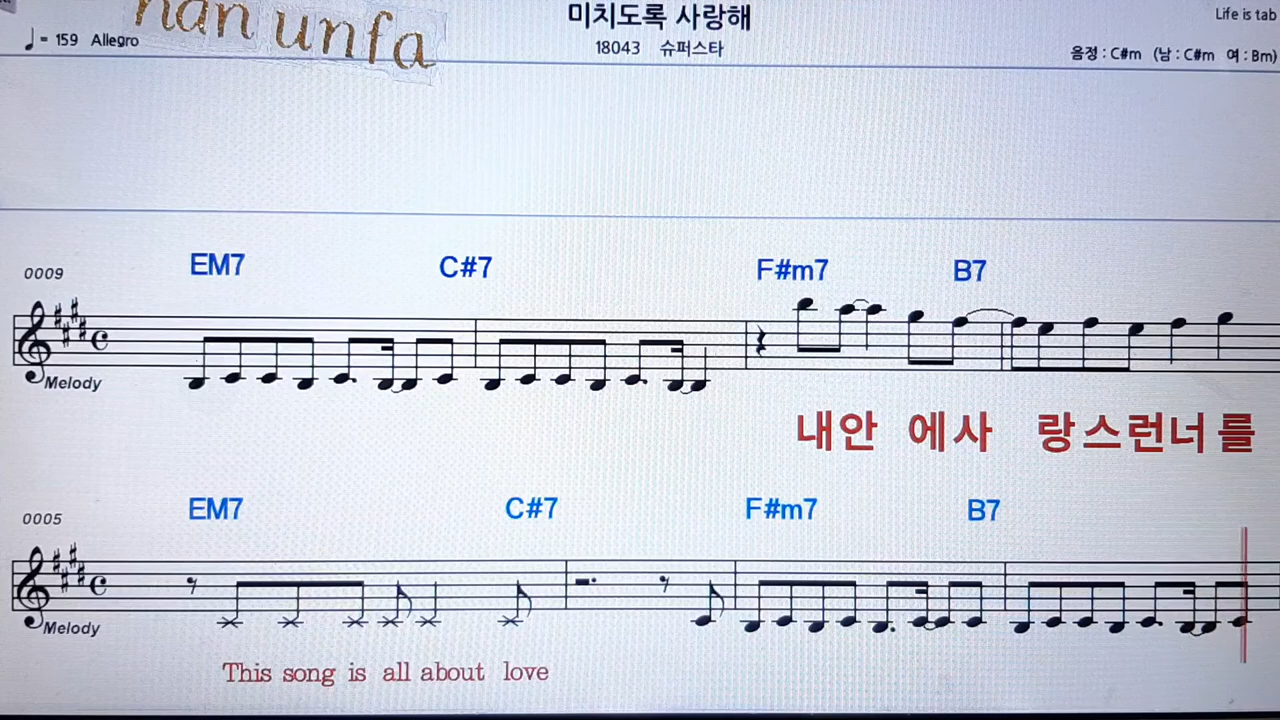 nan unfa
미치도록 사랑해
Life is tab
= 159 Allegro
18043 슈퍼스타
음정 : C#m (남 : C#m 여 : Bm)
0009
EM7 C#7 F#m7 B7
Melody
내안 에사 랑스런너를
0005
EM7 C#7 F#m7 B7
Melody
This song is all about love